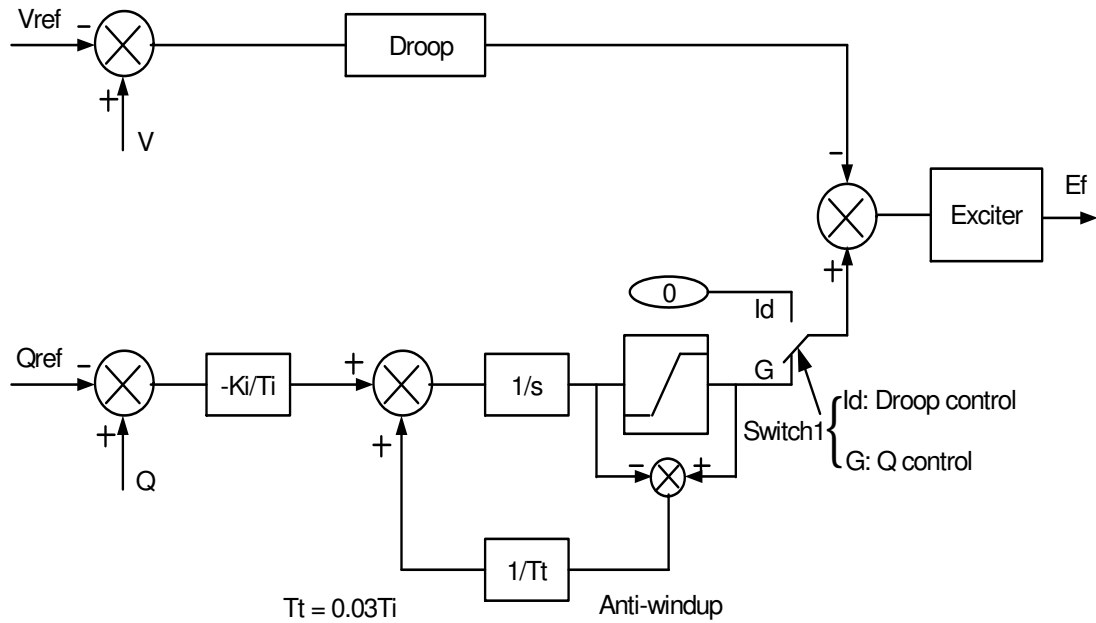 Vref
-
+
V
Droop
-
Ef
Exciter
+
0
Id
Qref
-
+
Q
-Ki/Ti
+
+
1/s
G
Switch1
Id: Droop control
G: Q control
-
+
1/Tt
Tt = 0.03Ti
Anti-windup